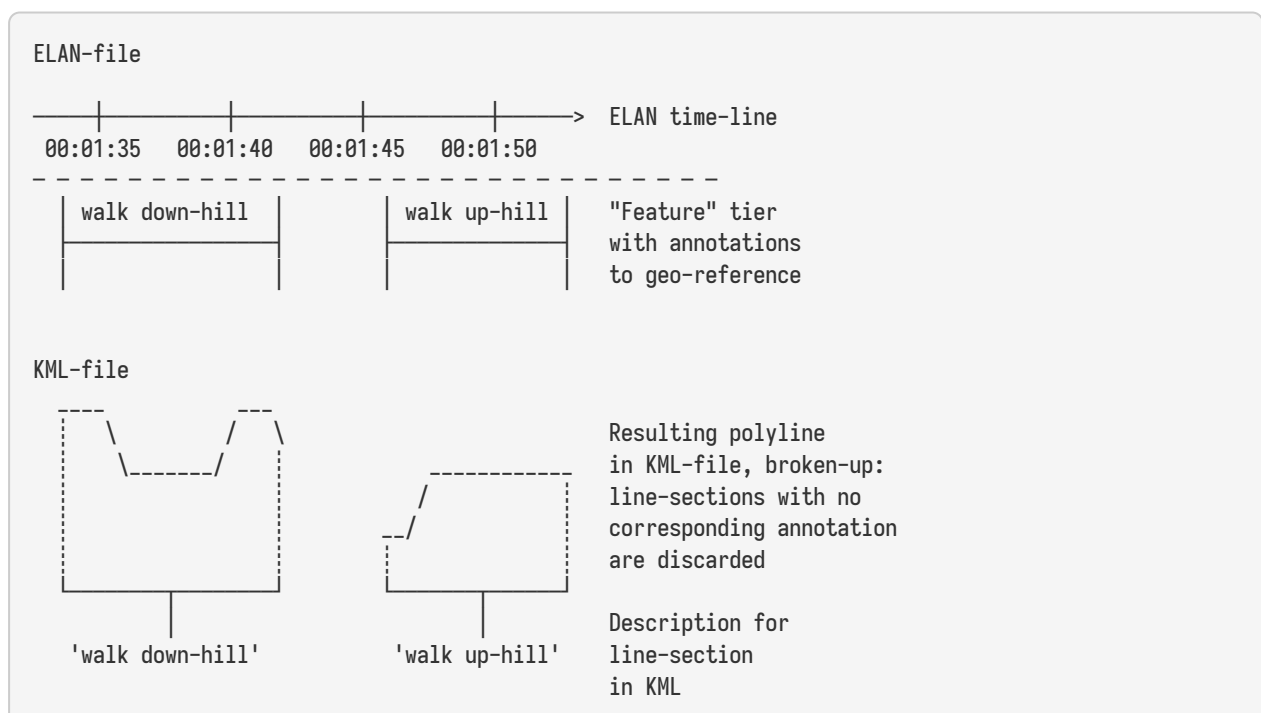 ELAN-file
ELAN time-line
00:01:35 00:01:40 00:01:45 00:01:50
walk down-hill walk up-hill "Feature" tier
with annotations
to geo-reference
KML-file
Resulting polyline
in KML-file, broken-up:
line-sections with no
corresponding annotation
are discarded
Description for
'walk down-hill' 'walk up-hill' line-section
in KML